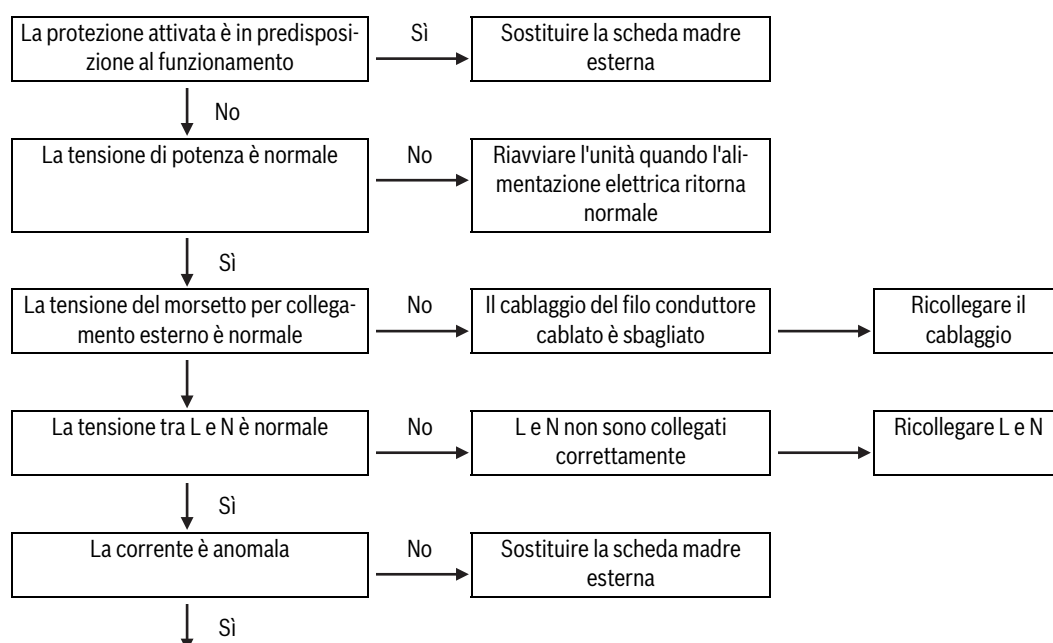 La protezione attivata è in predisposi-
zione al funzionamento
Sì
Sostituire la scheda madre
esterna
No
La tensione di potenza è normale
No
Riavviare l'unità quando l'ali-
mentazione elettrica ritorna
normale
Sì
La tensione del morsetto per collega-
mento esterno è normale
No
Il cablaggio del filo conduttore
cablato è sbagliato
Ricollegare il
cablaggio
La tensione tra L e N è normale
No
L e N non sono collegati
correttamente
Ricollegare L e N
Sì
La corrente è anomala
No
Sostituire la scheda madre
esterna
Sì